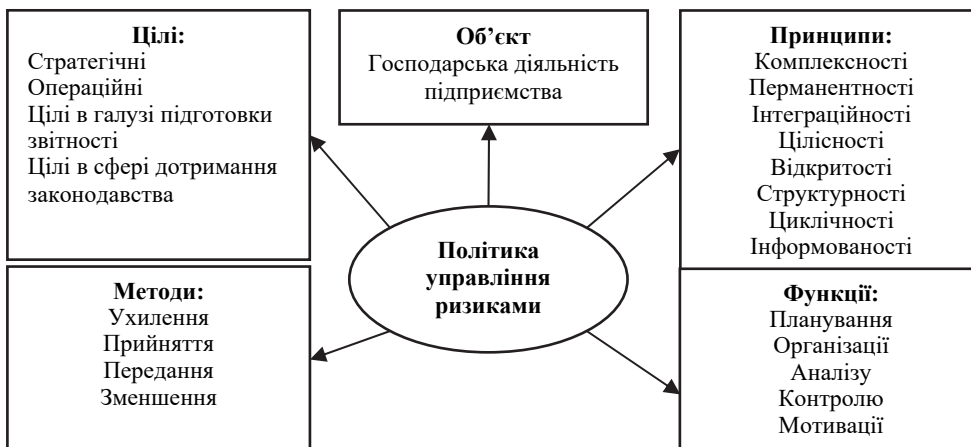 Цілі:
Стратегічні
Операційні
Цілі в галузі підготовки
звітності
Цілі в сфері дотримання
законодавства
Об’єкт
Господарська діяльність
підприємства
Принципи:
Комплексності
Перманентності
Інтеграційності
Цілісності
Відкритості
Структурності
Циклічності
Інформованості
Політика
управління
ризиками
Методи:
Ухилення
Прийняття
Передання
Зменшення
Функції:
Планування
Організації
Аналізу
Контролю
Мотивації